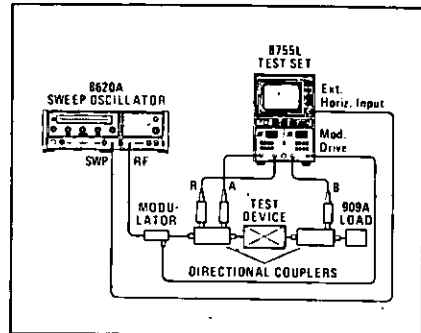 8755L
TEST SET
8620A
SWEEP OSCILLATOR
Ext.
Horiz. Input
Mod.
Drive
SWP
RF
R
A
B
MODU-
LATOR
TEST
DEVICE
909A
LOAD
DIRECTIONAL COUPLERS